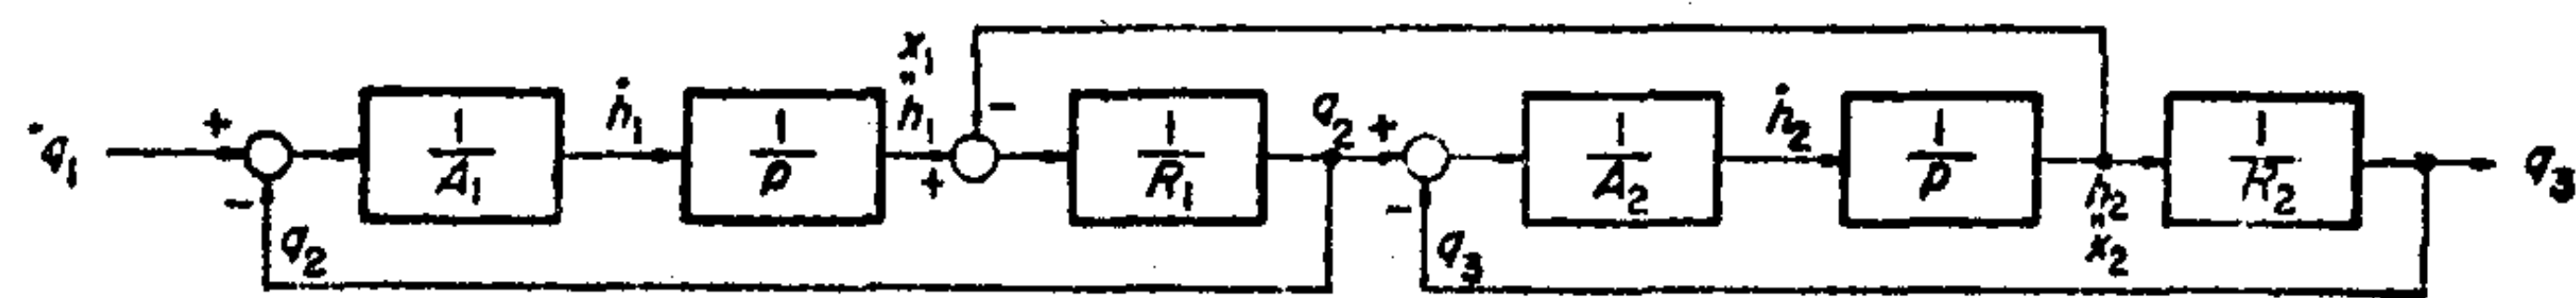 q₁
+
-
q₂
1/A₁
ḣ₁
1/p
x₁
"
h₁
+
-
1/R₁
q₂
+
-
q₃
1/A₂
ḣ₂
1/p
h₂
"
x₂
1/R₂
q₃